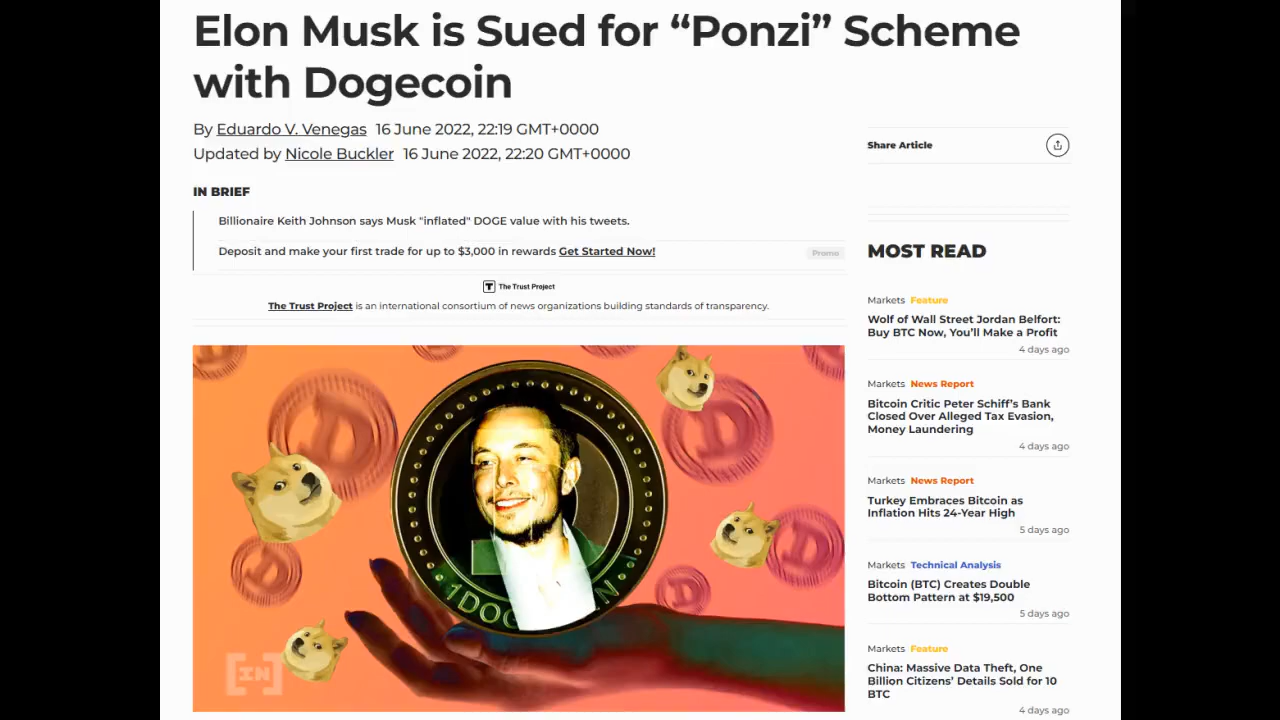 Elon Musk is Sued for “Ponzi” Scheme
with Dogecoin
By Eduardo V. Venegas 16 June 2022, 22:19 GMT+0000
Updated by Nicole Buckler 16 June 2022, 22:20 GMT+0000
IN BRIEF
Billionaire Keith Johnson says Musk "inflated" DOGE value with his tweets.
Deposit and make your first trade for up to $3,000 in rewards Get Started Now!
Promo
The Trust Project
The Trust Project is an international consortium of news organizations building standards of transparency.
1 DOG
N
[IN]
Share Article
MOST READ
Markets Feature
Wolf of Wall Street Jordan Belfort:
Buy BTC Now, You’ll Make a Profit
4 days ago
Markets News Report
Bitcoin Critic Peter Schiff’s Bank
Closed Over Alleged Tax Evasion,
Money Laundering
4 days ago
Markets News Report
Turkey Embraces Bitcoin as
Inflation Hits 24-Year High
5 days ago
Markets Technical Analysis
Bitcoin (BTC) Creates Double
Bottom Pattern at $19,500
5 days ago
Markets Feature
China: Massive Data Theft, One
Billion Citizens’ Details Sold for 10
BTC
4 days ago